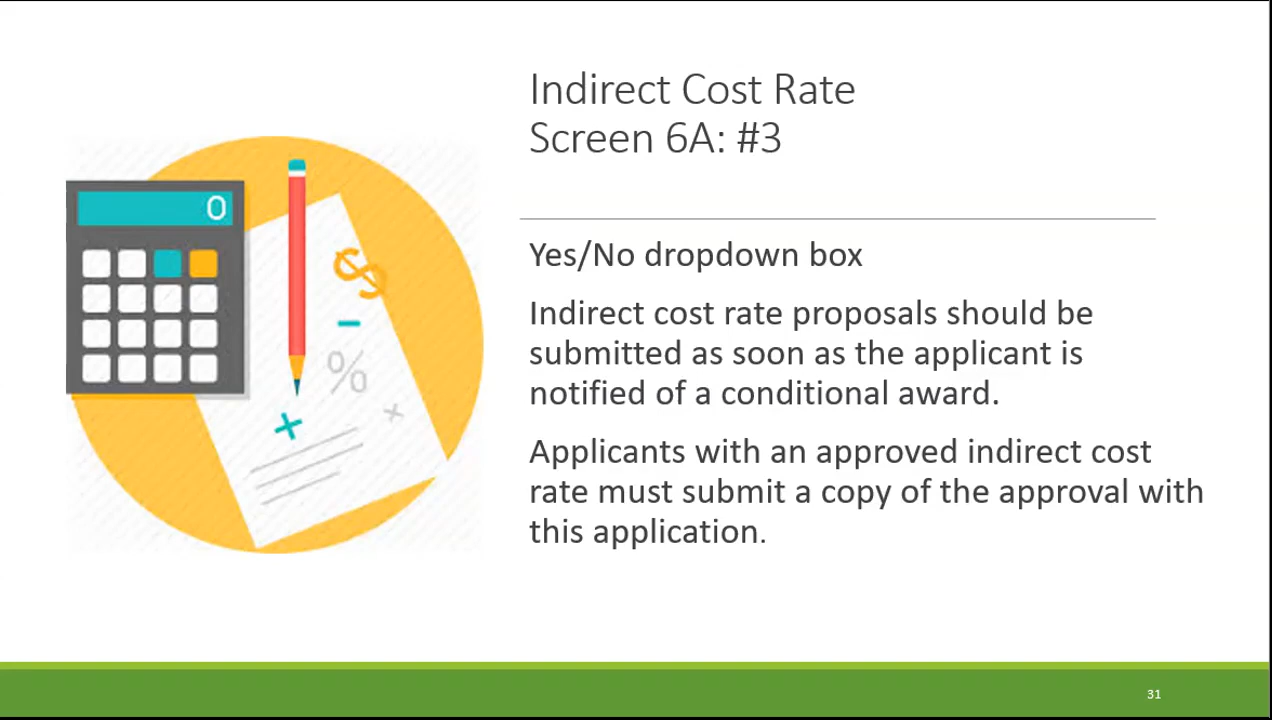 Indirect Cost Rate
Screen 6A: #3
Yes/No dropdown box
Indirect cost rate proposals should be
submitted as soon as the applicant is
notified of a conditional award.
Applicants with an approved indirect cost
rate must submit a copy of the approval with
this application.
0
$
-
%
+
×
31